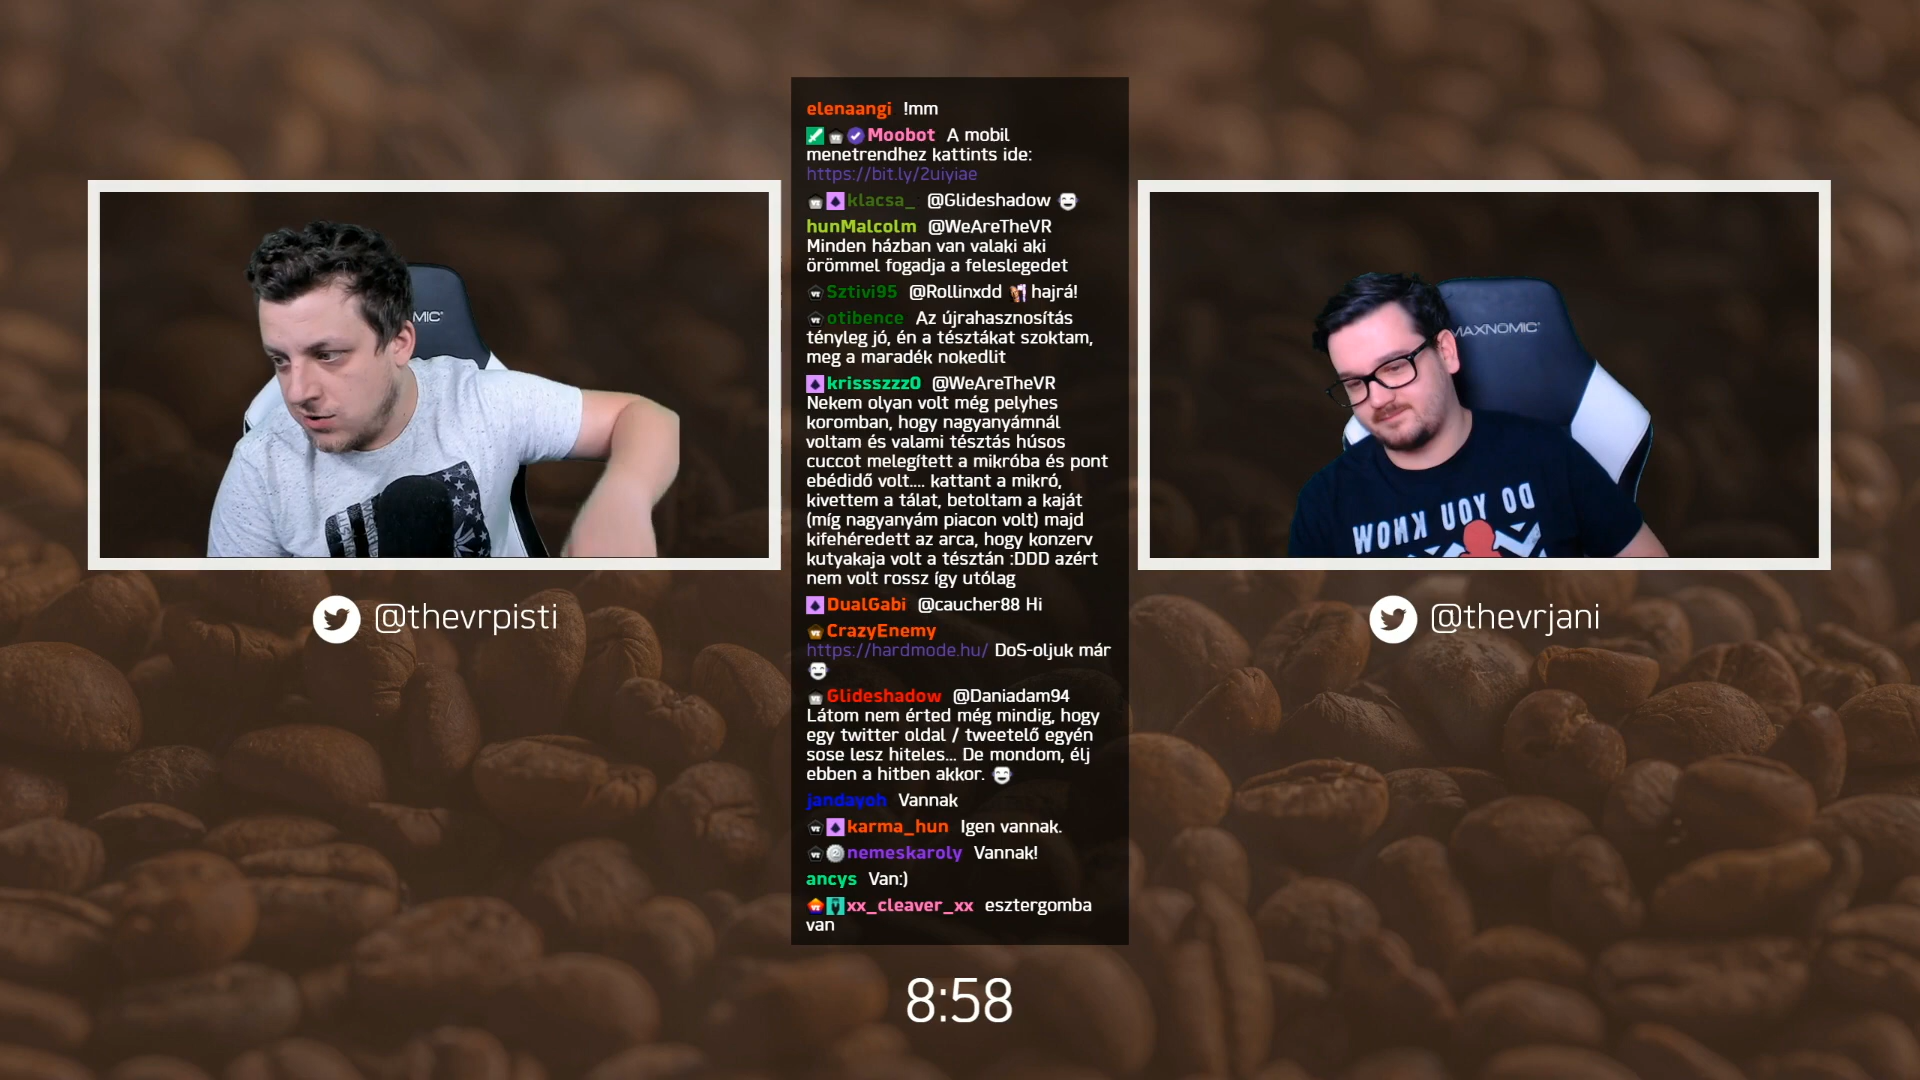 elenaangi !mm
Moobot A mobil
menetrendhez kattints ide:
https://bit.ly/2uiyiae
klacsa_ @Glideshadow
hunMalcolm @WeAreTheVR
Minden házban van valaki aki
örömmel fogadja a feleslegedet
Sztivi95 @Rollinxdd hajrá!
otibence Az újrahasznosítás
tényleg jó, én a tésztákat szoktam,
meg a maradék nokedlit
krissszzz0 @WeAreTheVR
Nekem olyan volt még pelyhes
koromban, hogy nagyanyámnál
voltam és valami tésztás húsos
cuccot melegített a mikróba és pont
ebédidő volt.... kattant a mikró,
kivettem a tálat, betoltam a kaját
(míg nagyanyám piacon volt) majd
kifehéredett az arca, hogy konzerv
kutyakaja volt a tésztán :DDD azért
nem volt rossz így utólag
DualGabi @caucher88 Hi
CrazyEnemy
https://hardmode.hu/ DoS-oljuk már
Glideshadow @Daniadam94
Látom nem érted még mindig, hogy
egy twitter oldal / tweetelő egyén
sose lesz hiteles... De mondom, élj
ebben a hitben akkor.
jandayoh Vannak
karma_hun Igen vannak.
nemeskaroly Vannak!
ancys Van:)
xx_cleaver_xx esztergomba
van
8:58
MIC
@thevrpisti
MAXNOMIC
DO YOU KNOW
@thevrjani